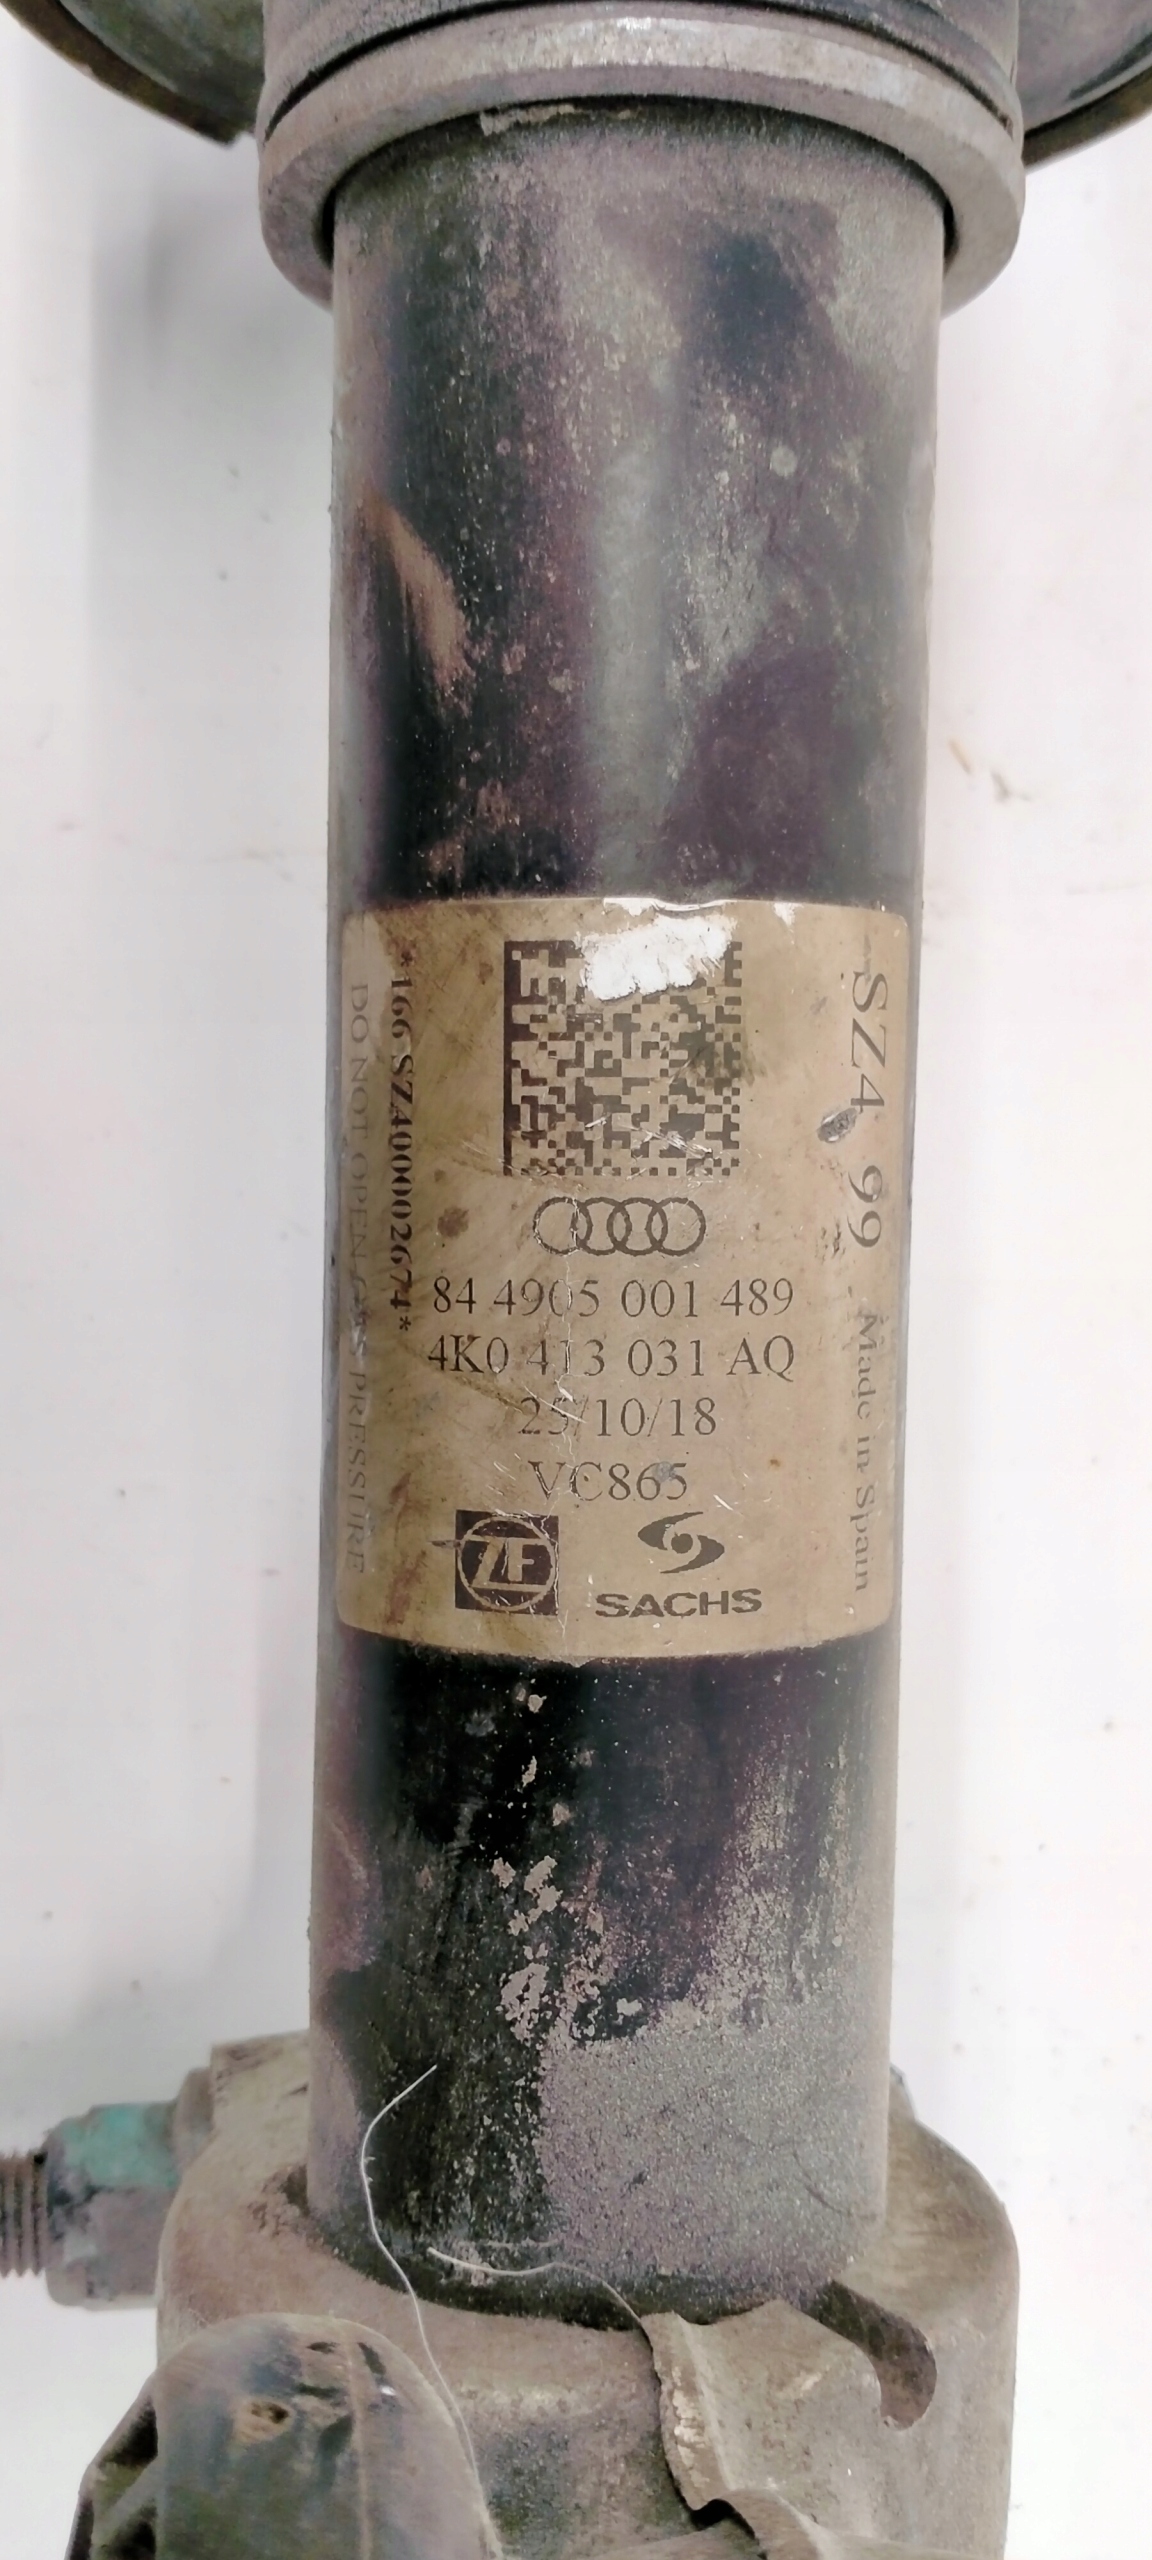 84 4905 001 489
4K0 413 031 AQ
25/10/18
VC865
ZF
SACHS
*166 SZ400002674*
DO NOT OPEN GAS PRESSURE
SZ4 99
Made in Spain